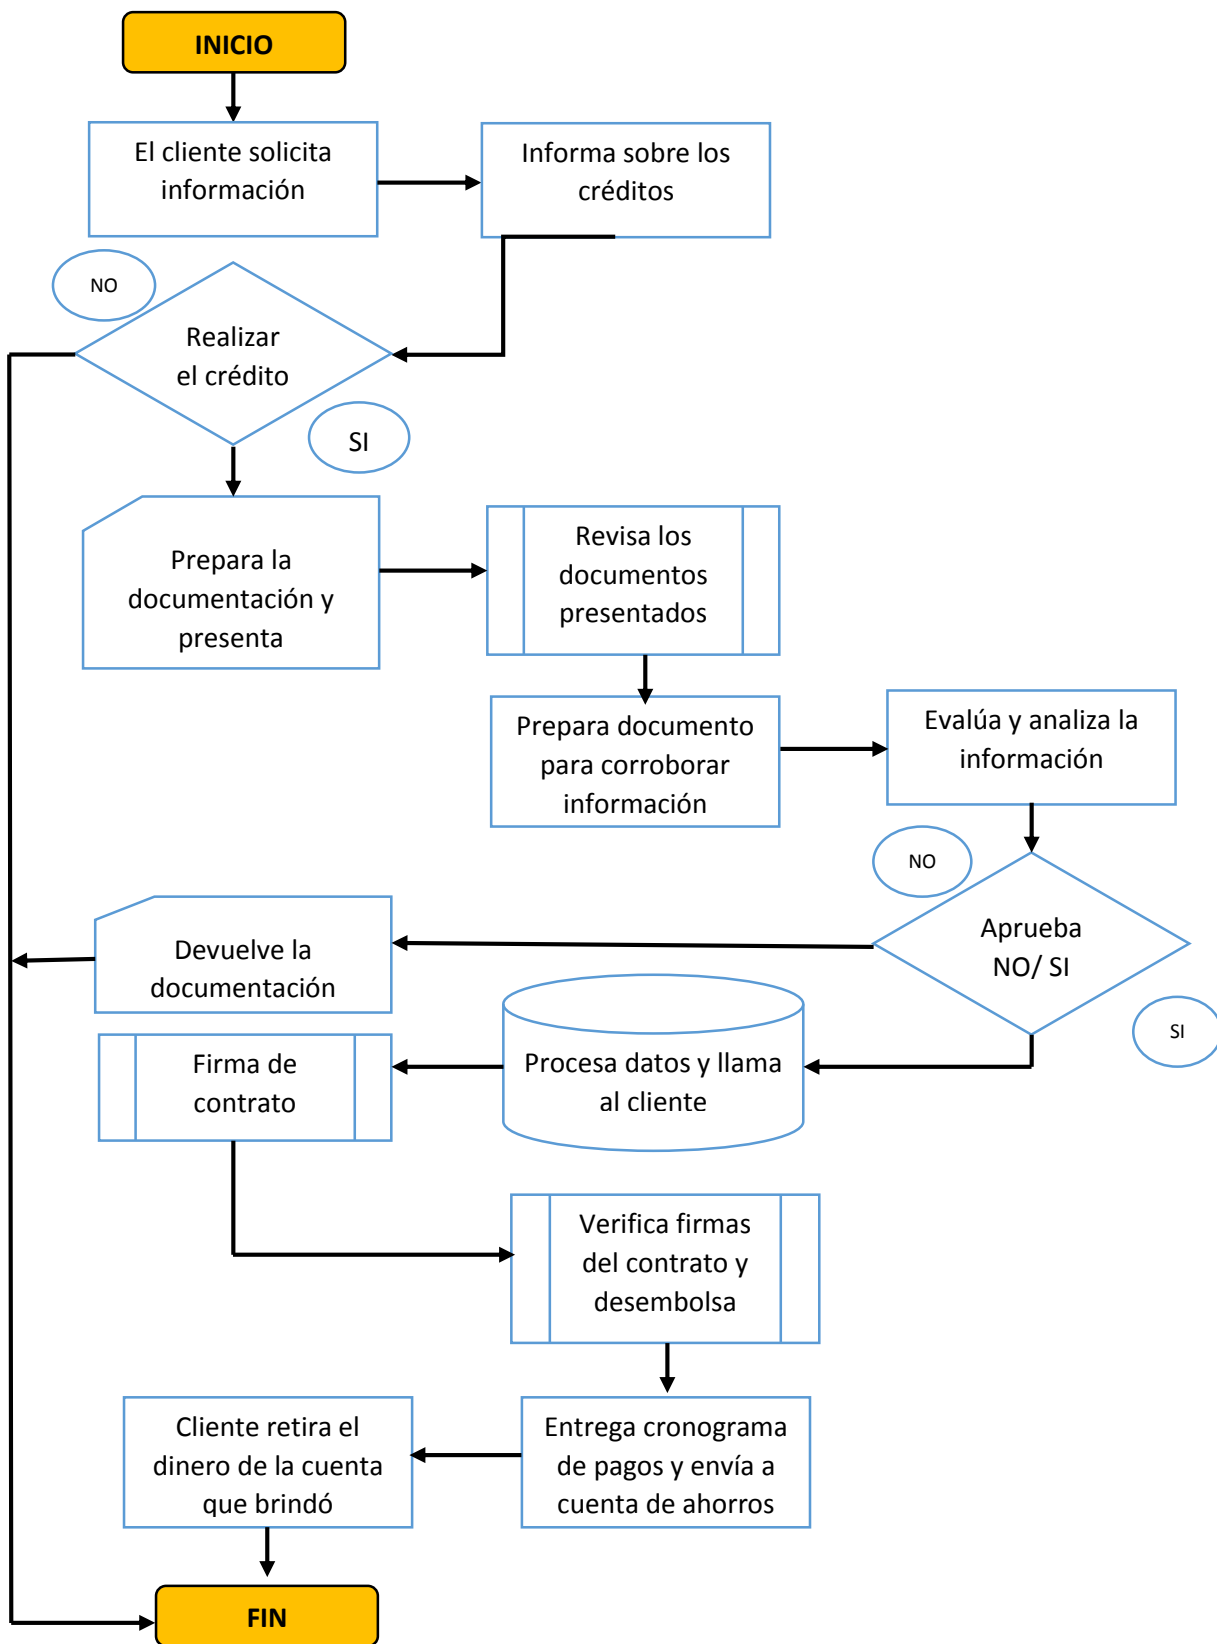 INICIO
El cliente solicita
información
Informa sobre los
créditos
NO
Realizar
el crédito
SI
Prepara la
documentación y
presenta
Revisa los
documentos
presentados
Prepara documento
para corroborar
información
Evalúa y analiza la
información
NO
Aprueba
NO/ SI
SI
Devuelve la
documentación
Procesa datos y llama
al cliente
Firma de
contrato
Verifica firmas
del contrato y
desembolsa
Entrega cronograma
de pagos y envía a
cuenta de ahorros
Cliente retira el
dinero de la cuenta
que brindó
FIN